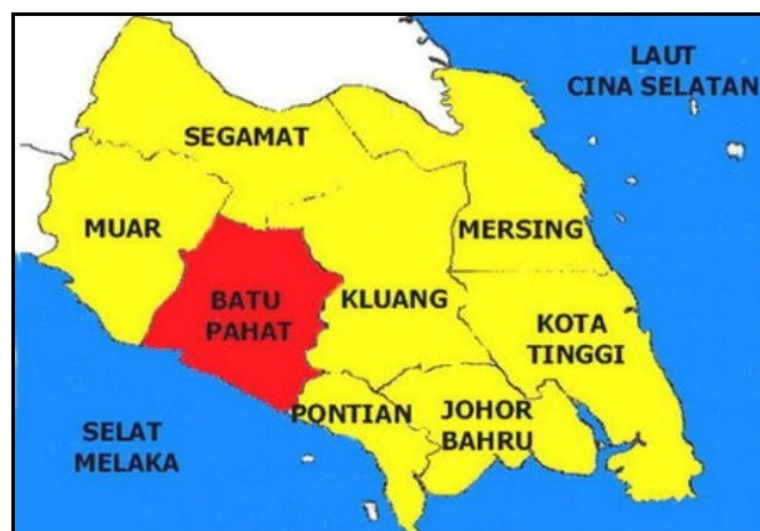 LAUT
CINA SELATAN
SEGAMAT
MUAR
MERSING
BATU
PAHAT
KLUANG
KOTA
TINGGI
PONTIAN
JOHOR
BAHRU
SELAT
MELAKA